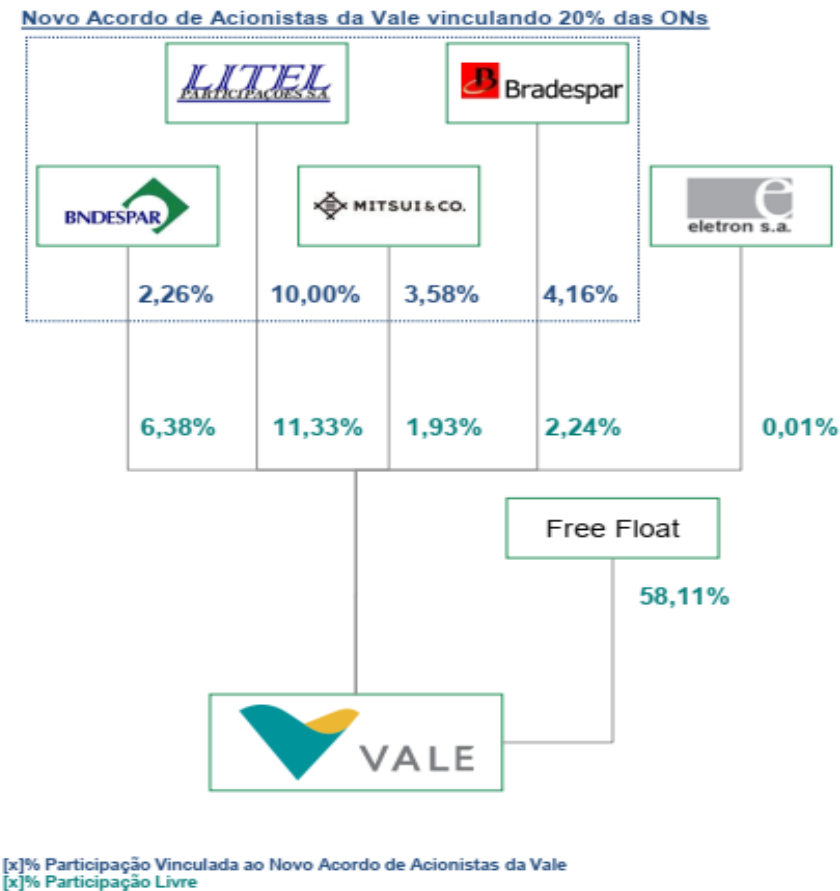 Novo Acordo de Acionistas da Vale vinculando 20% das ONs
LITEL
PARTICIPAÇÕES S.A.
B Bradespar
BNDESPAR
MITSUI & CO.
e
eletron s.a.
2,26% 10,00% 3,58% 4,16%
6,38% 11,33% 1,93% 2,24% 0,01%
Free Float
58,11%
VALE
[x]% Participação Vinculada ao Novo Acordo de Acionistas da Vale
[x]% Participação Livre